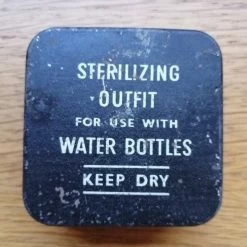 STERILIZING
OUTFIT
FOR USE WITH
WATER BOTTLES
KEEP DRY